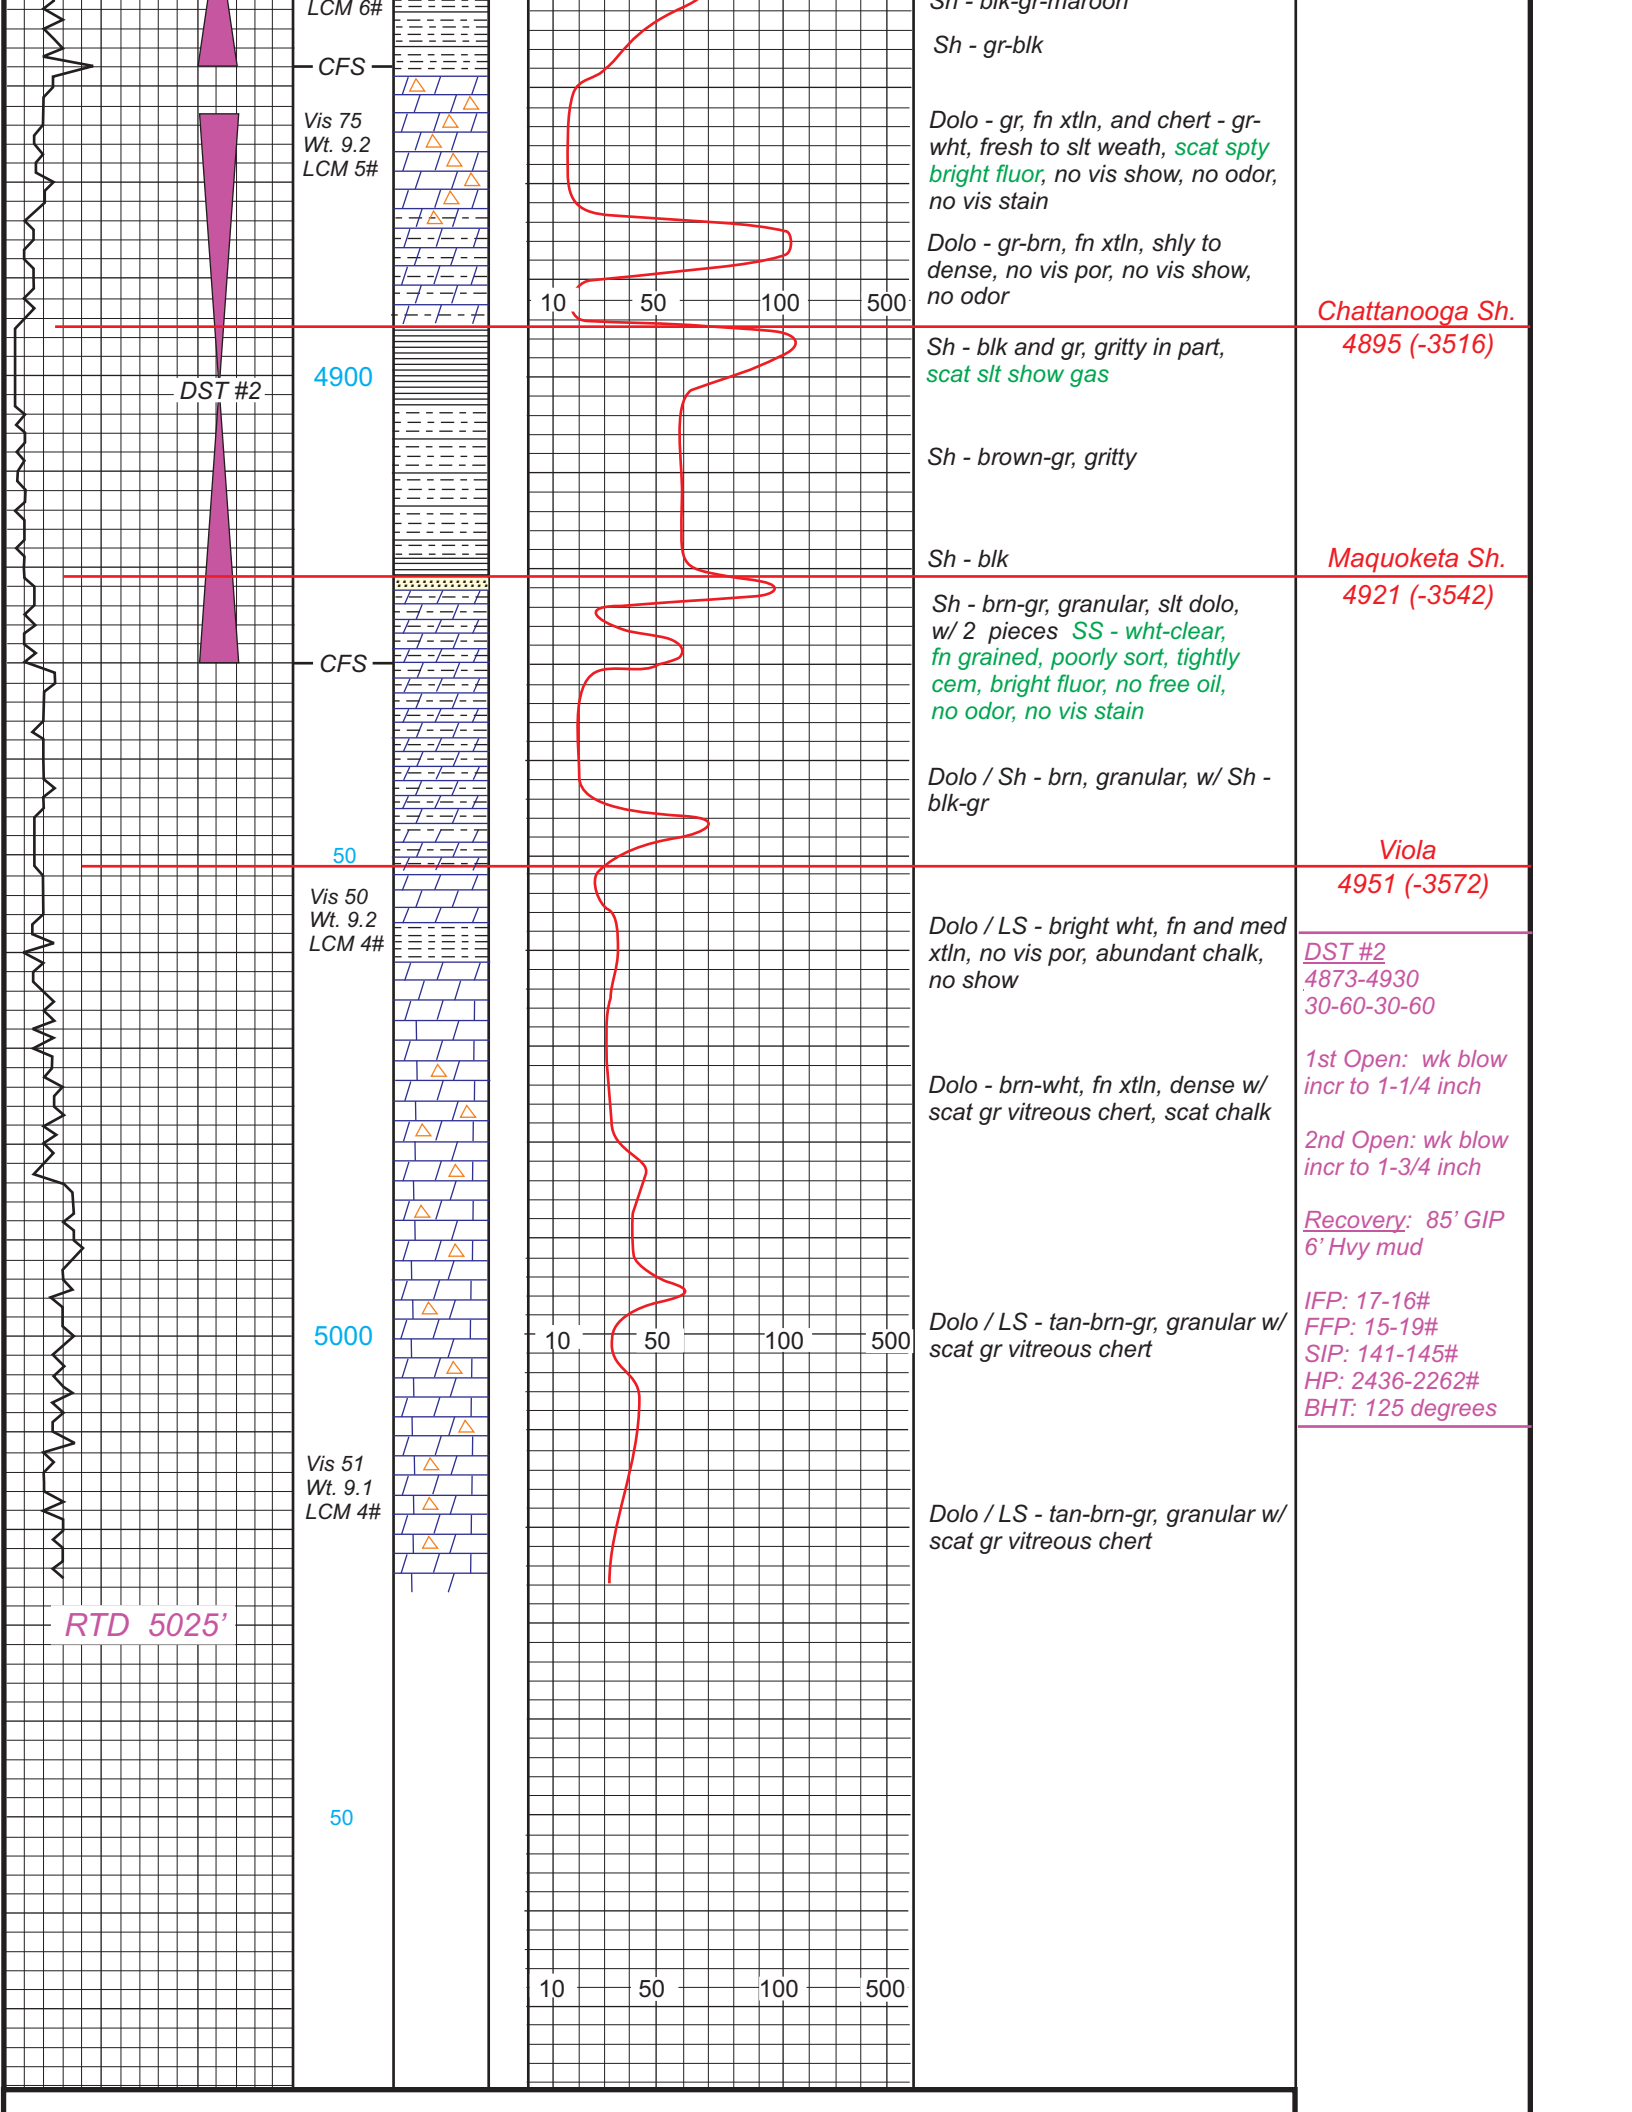 LCM 6#
CFS
Vis 75
Wt. 9.2
LCM 5#
DST #2
4900
CFS
50
Vis 50
Wt. 9.2
LCM 4#
5000
Vis 51
Wt. 9.1
LCM 4#
RTD 5025’
50
10 50 100 500
10 50 100 500
10 50 100 500
Sh - blk-gr-maroon
Sh - gr-blk
Dolo - gr, fn xtln, and chert - gr-
wht, fresh to slt weath, scat spty
bright fluor, no vis show, no odor,
no vis stain
Dolo - gr-brn, fn xtln, shly to
dense, no vis por, no vis show,
no odor
Sh - blk and gr, gritty in part,
scat slt show gas
Sh - brown-gr, gritty
Sh - blk
Sh - brn-gr, granular, slt dolo,
w/ 2 pieces SS - wht-clear,
fn grained, poorly sort, tightly
cem, bright fluor, no free oil,
no odor, no vis stain
Dolo / Sh - brn, granular, w/ Sh -
blk-gr
Dolo / LS - bright wht, fn and med
xtln, no vis por, abundant chalk,
no show
Dolo - brn-wht, fn xtln, dense w/
scat gr vitreous chert, scat chalk
Dolo / LS - tan-brn-gr, granular w/
scat gr vitreous chert
Dolo / LS - tan-brn-gr, granular w/
scat gr vitreous chert
Chattanooga Sh.
4895 (-3516)
Maquoketa Sh.
4921 (-3542)
Viola
4951 (-3572)
DST #2
4873-4930
30-60-30-60
1st Open: wk blow
incr to 1-1/4 inch
2nd Open: wk blow
incr to 1-3/4 inch
Recovery: 85’ GIP
6’ Hvy mud
IFP: 17-16#
FFP: 15-19#
SIP: 141-145#
HP: 2436-2262#
BHT: 125 degrees